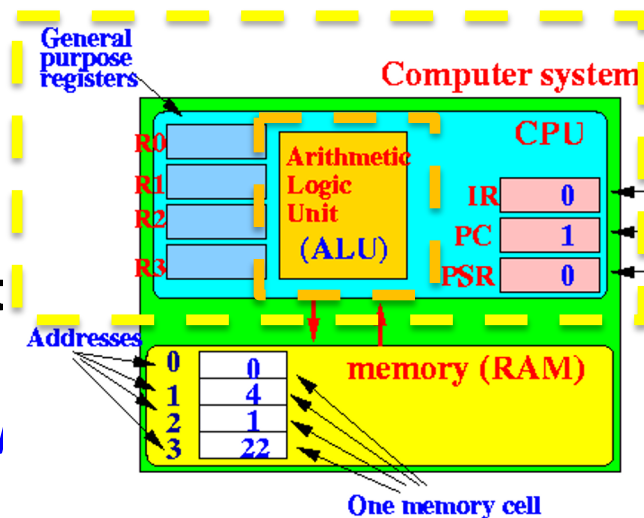 General
purpose
registers
Computer system
CPU
R0
R1
R2
R3
Arithmetic
Logic
Unit
(ALU)
IR 0
PC 1
PSR 0
Addresses
memory (RAM)
0 0
1 4
2 1
3 22
One memory cell